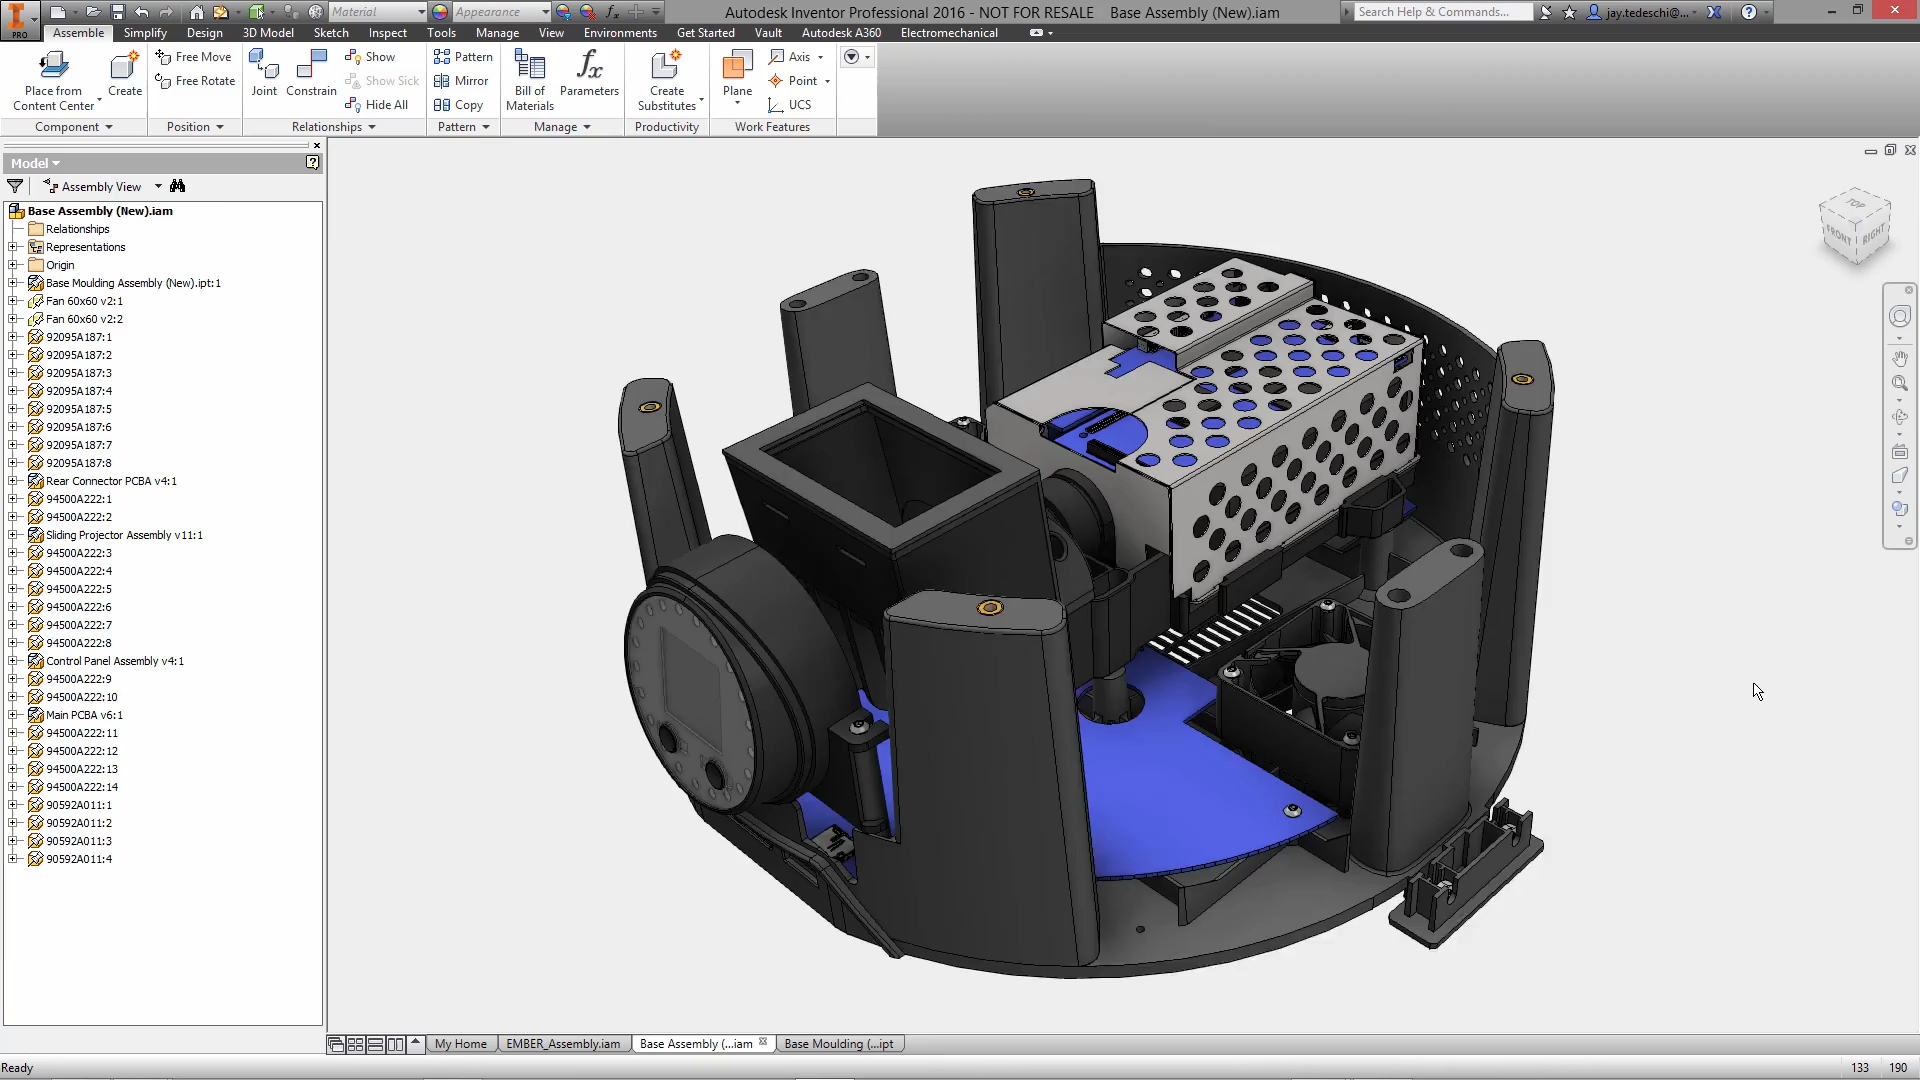 Material
Appearance
Autodesk Inventor Professional 2016 - NOT FOR RESALE Base Assembly (New).iam
Search Help & Commands...
jay.tedeschi@...
PRO
Assemble Simplify Design 3D Model Sketch Inspect Tools Manage View Environments Get Started Vault Autodesk A360 Electromechanical
Place from Content Center
Create
Free Move
Free Rotate
Joint
Constrain
Show
Show Sick
Hide All
Pattern
Mirror
Copy
Bill of Materials
Parameters
Create Substitutes
Plane
Axis
Point
UCS
Component Position Relationships Pattern Manage Productivity Work Features
Model
Assembly View
Base Assembly (New).iam
Relationships
Representations
Origin
Base Moulding Assembly (New).ipt:1
Fan 60x60 v2:1
Fan 60x60 v2:2
92095A187:1
92095A187:2
92095A187:3
92095A187:4
92095A187:5
92095A187:6
92095A187:7
92095A187:8
Rear Connector PCBA v4:1
94500A222:1
94500A222:2
Sliding Projector Assembly v11:1
94500A222:3
94500A222:4
94500A222:5
94500A222:6
94500A222:7
94500A222:8
Control Panel Assembly v4:1
94500A222:9
94500A222:10
Main PCBA v6:1
94500A222:11
94500A222:12
94500A222:13
94500A222:14
90592A011:1
90592A011:2
90592A011:3
90592A011:4
TOP
FRONT
RIGHT
My Home EMBER_Assembly.iam Base Assembly (...iam Base Moulding (...ipt
Ready
133 190